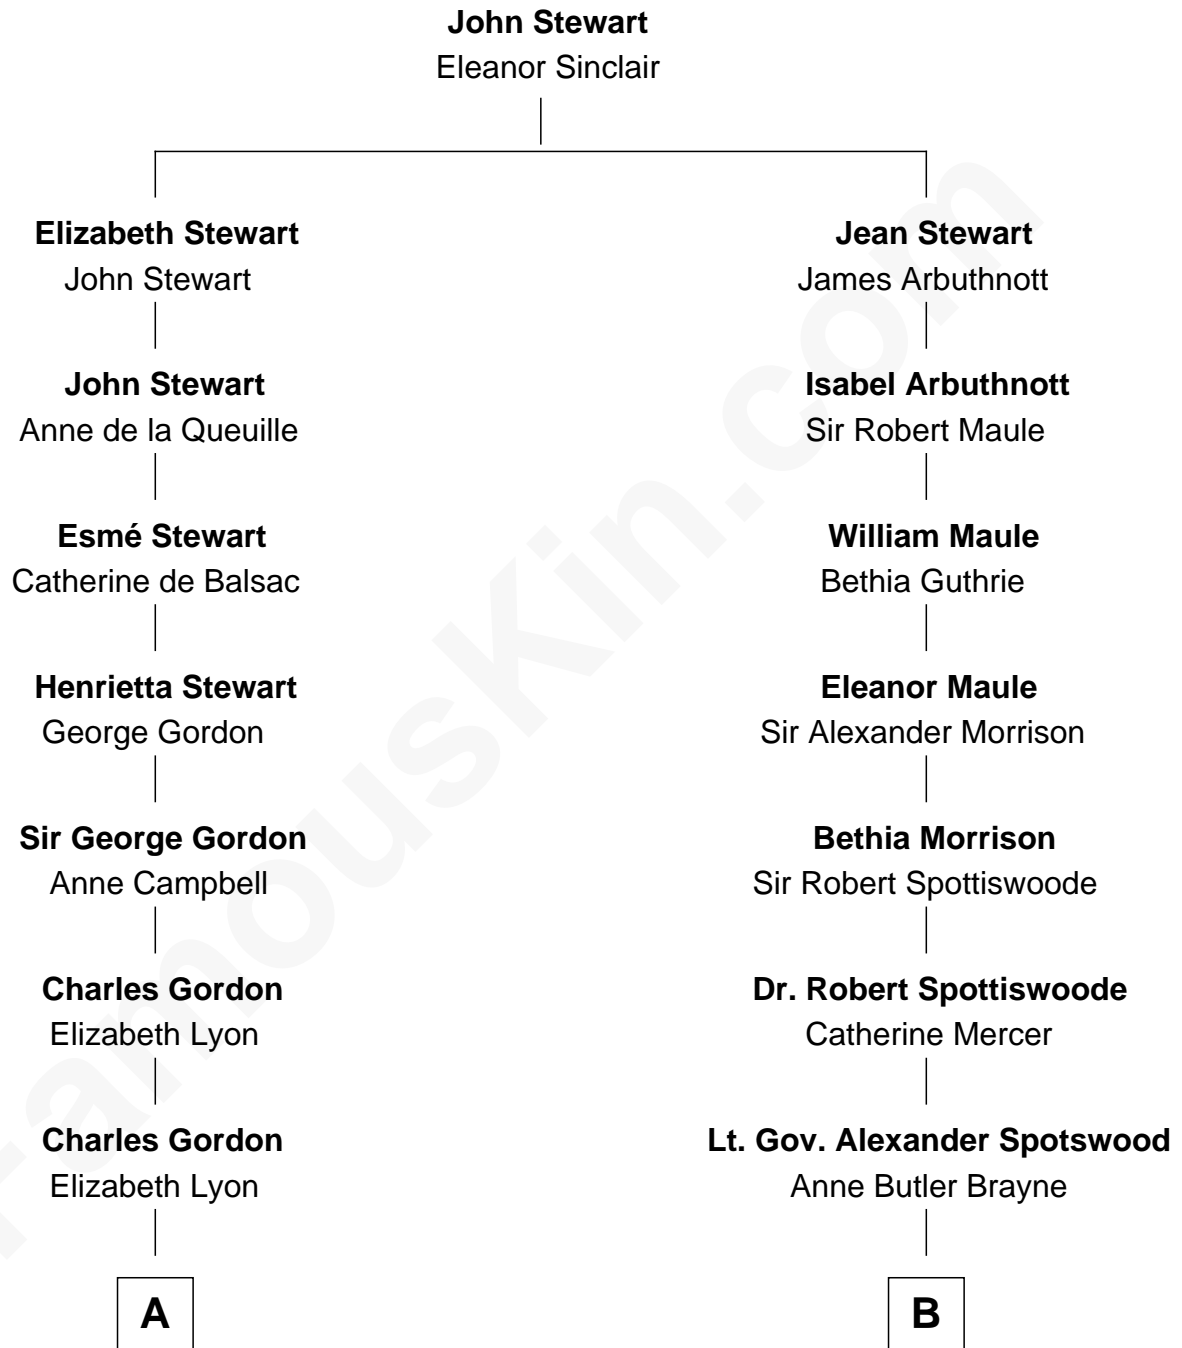 John Stewart
Eleanor Sinclair
Elizabeth Stewart
John Stewart
Jean Stewart
James Arbuthnott
John Stewart
Anne de la Queuille
Isabel Arbuthnott
Sir Robert Maule
Esmé Stewart
Catherine de Balsac
William Maule
Bethia Guthrie
Henrietta Stewart
George Gordon
Eleanor Maule
Sir Alexander Morrison
Sir George Gordon
Anne Campbell
Bethia Morrison
Sir Robert Spottiswoode
Charles Gordon
Elizabeth Lyon
Dr. Robert Spottiswoode
Catherine Mercer
Charles Gordon
Elizabeth Lyon
Lt. Gov. Alexander Spotswood
Anne Butler Brayne
A
B
FamousKin.com